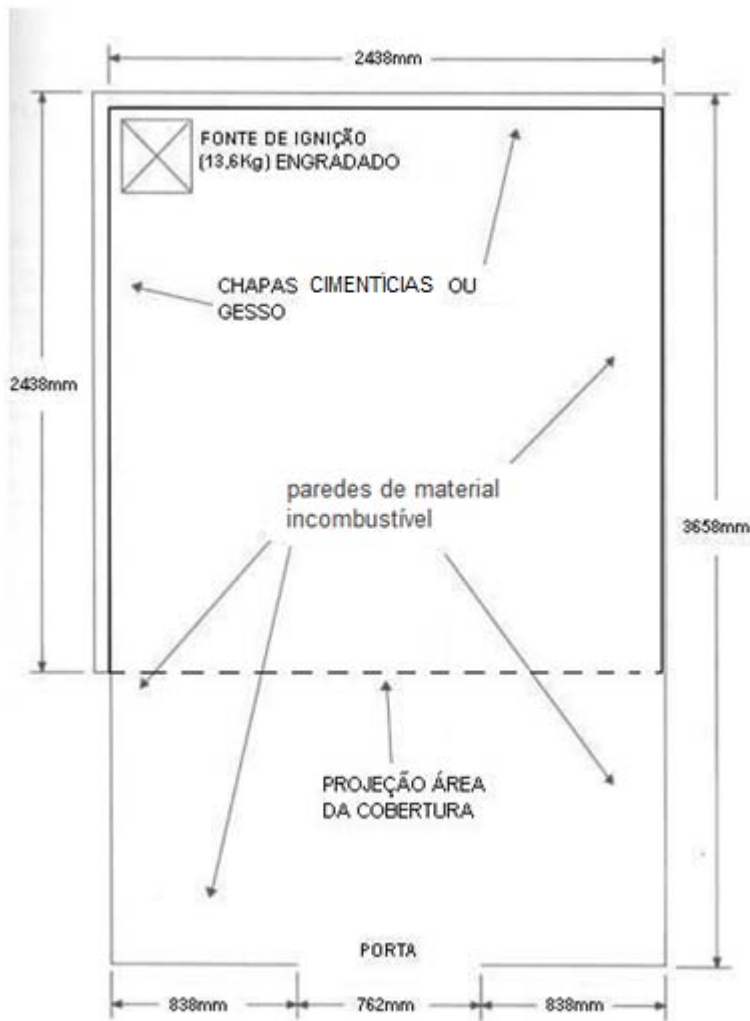 2438mm
FONTE DE IGNIÇÃO
(13,6Kg) ENGRADADO
CHAPAS CIMENTÍCIAS OU
GESSO
2438mm
paredes de material
incombustível
3658mm
PROJEÇÃO ÁREA
DA COBERTURA
PORTA
838mm
762mm
838mm